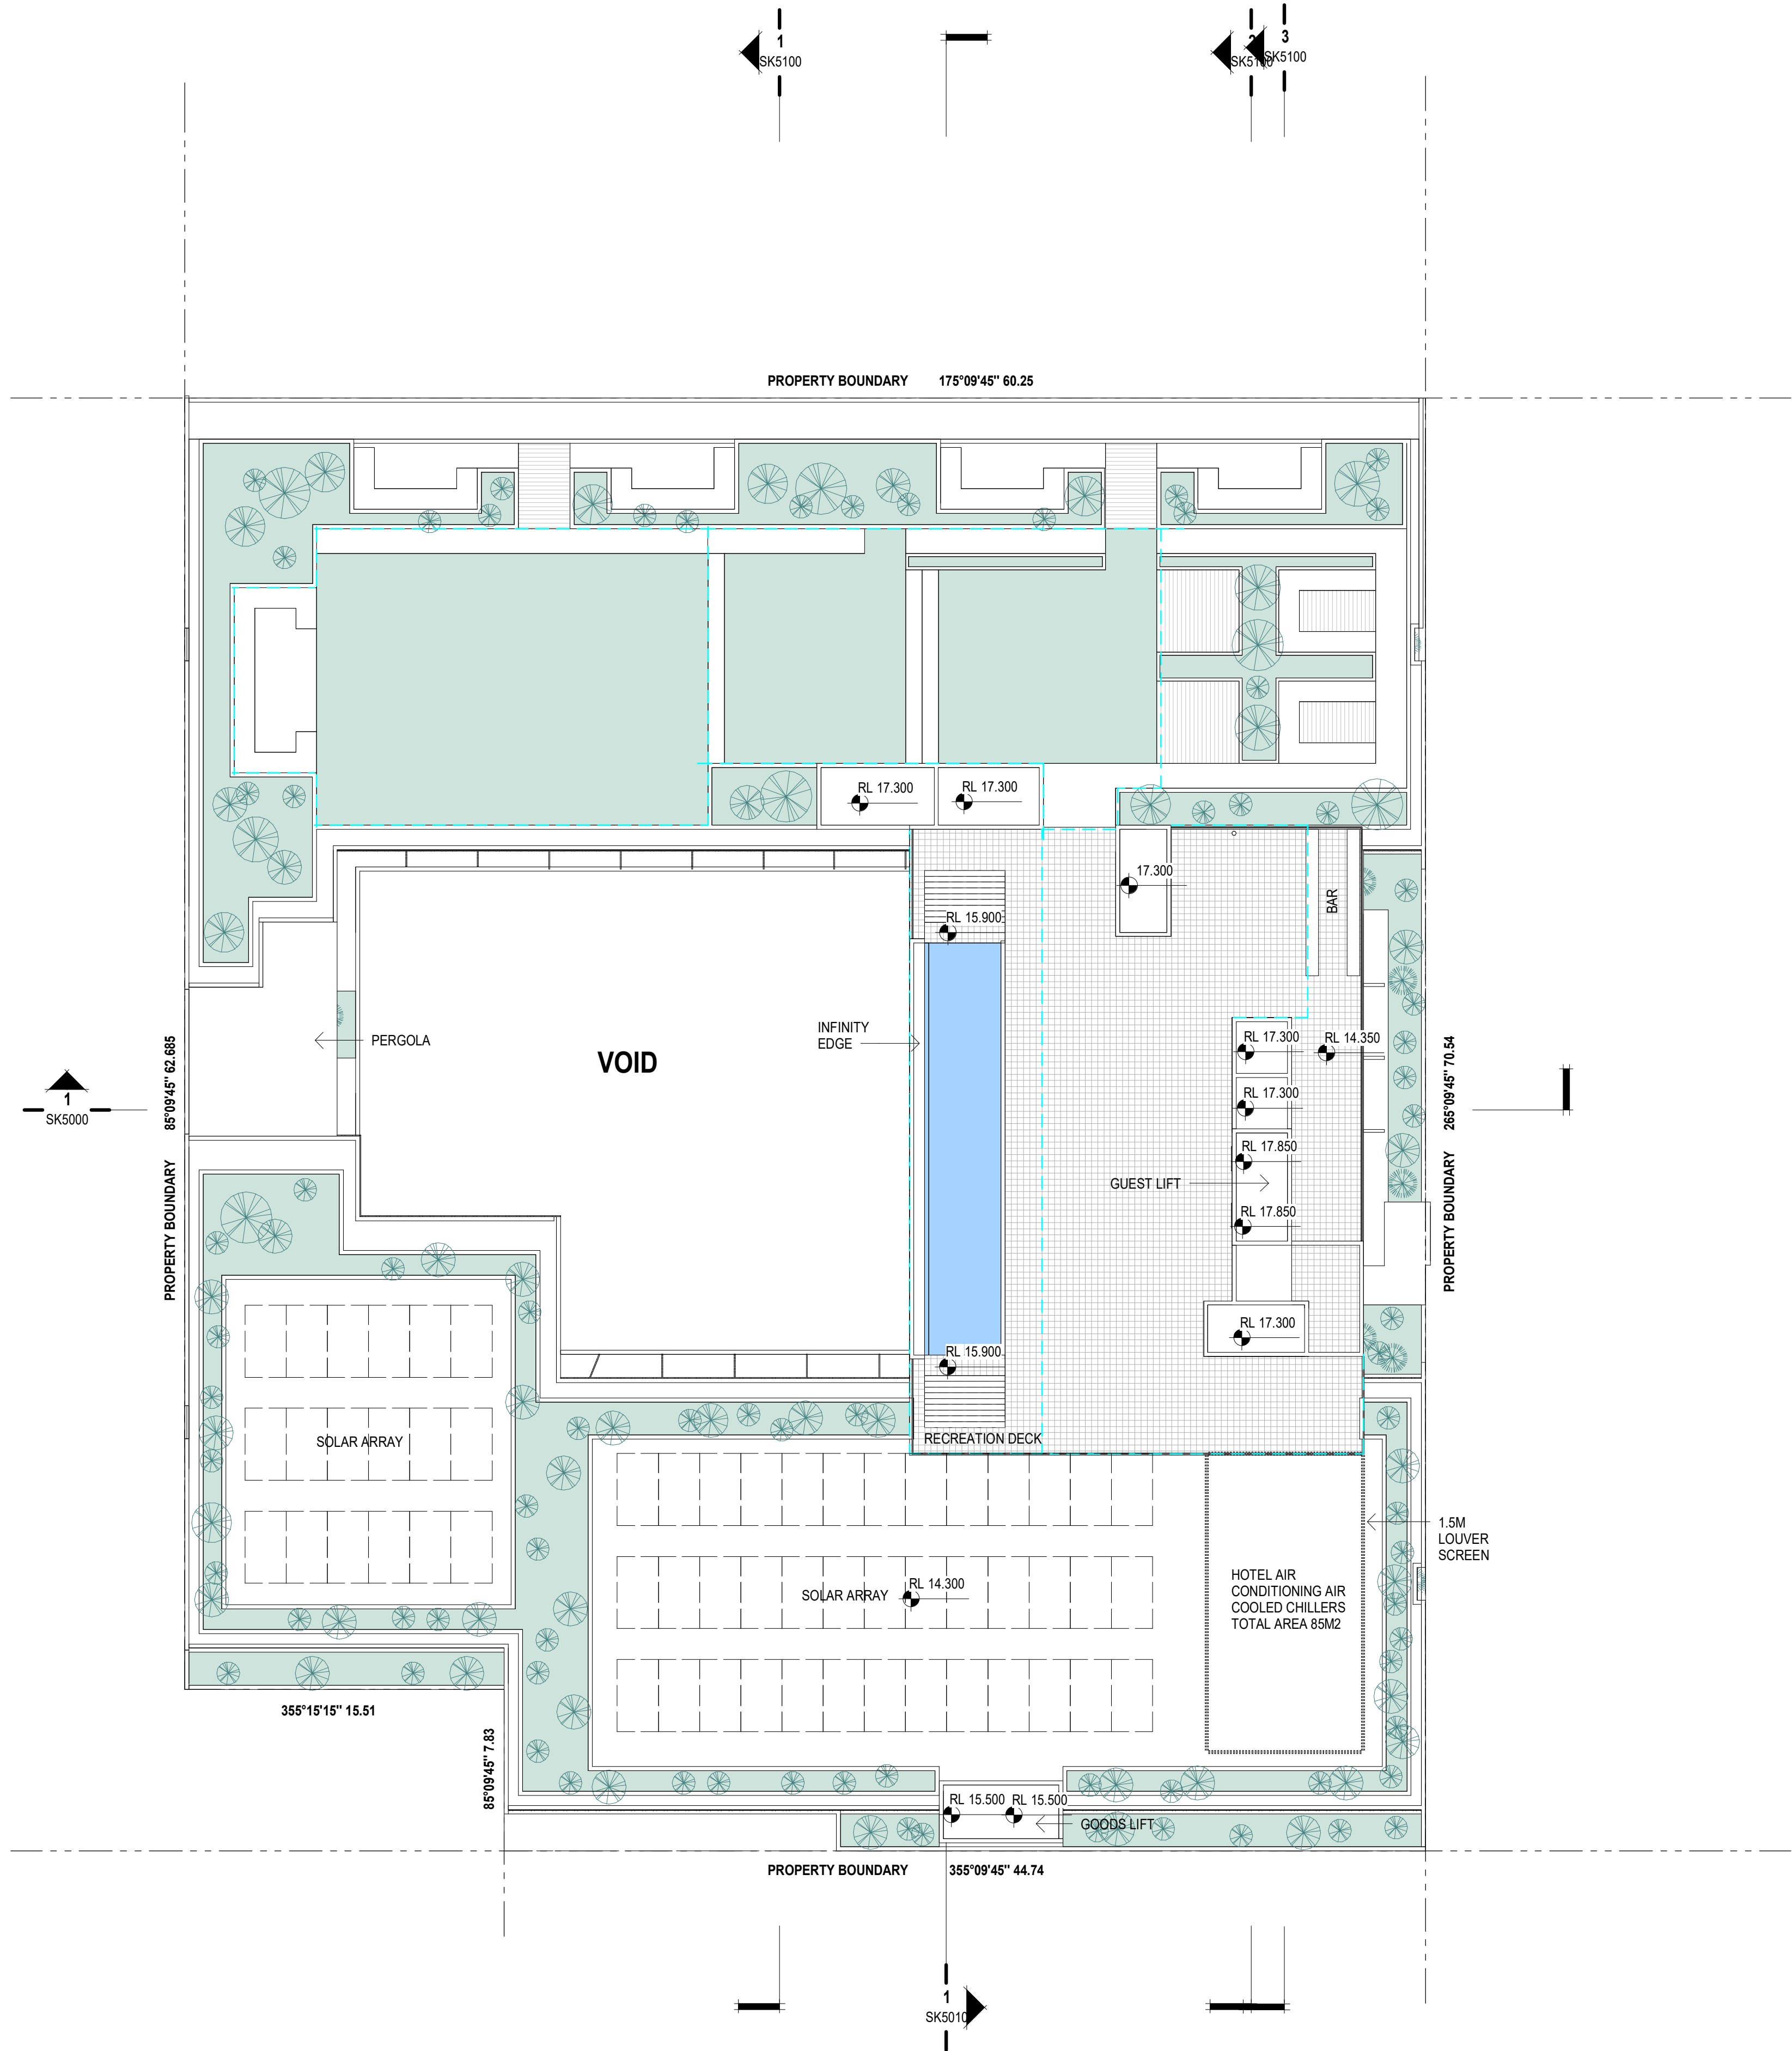 1
SK5100
SK5100
3
SK5100
PROPERTY BOUNDARY 175°09'45" 60.25
RL 17.300
RL 17.300
17.300
BAR
RL 15.900
INFINITY
EDGE
PERGOLA
VOID
RL 17.300
RL 14.350
RL 17.300
RL 17.850
GUEST LIFT
RL 17.850
RL 17.300
RL 15.900
RECREATION DECK
1
SK5000
PROPERTY BOUNDARY 85°09'45" 62.685
PROPERTY BOUNDARY 265°09'45" 70.54
SOLAR ARRAY
SOLAR ARRAY
RL 14.300
HOTEL AIR
CONDITIONING AIR
COOLED CHILLERS
TOTAL AREA 85M2
1.5M
LOUVER
SCREEN
355°15'15" 15.51
85°09'45" 7.83
RL 15.500
RL 15.500
GOODS LIFT
PROPERTY BOUNDARY 355°09'45" 44.74
1
SK5010